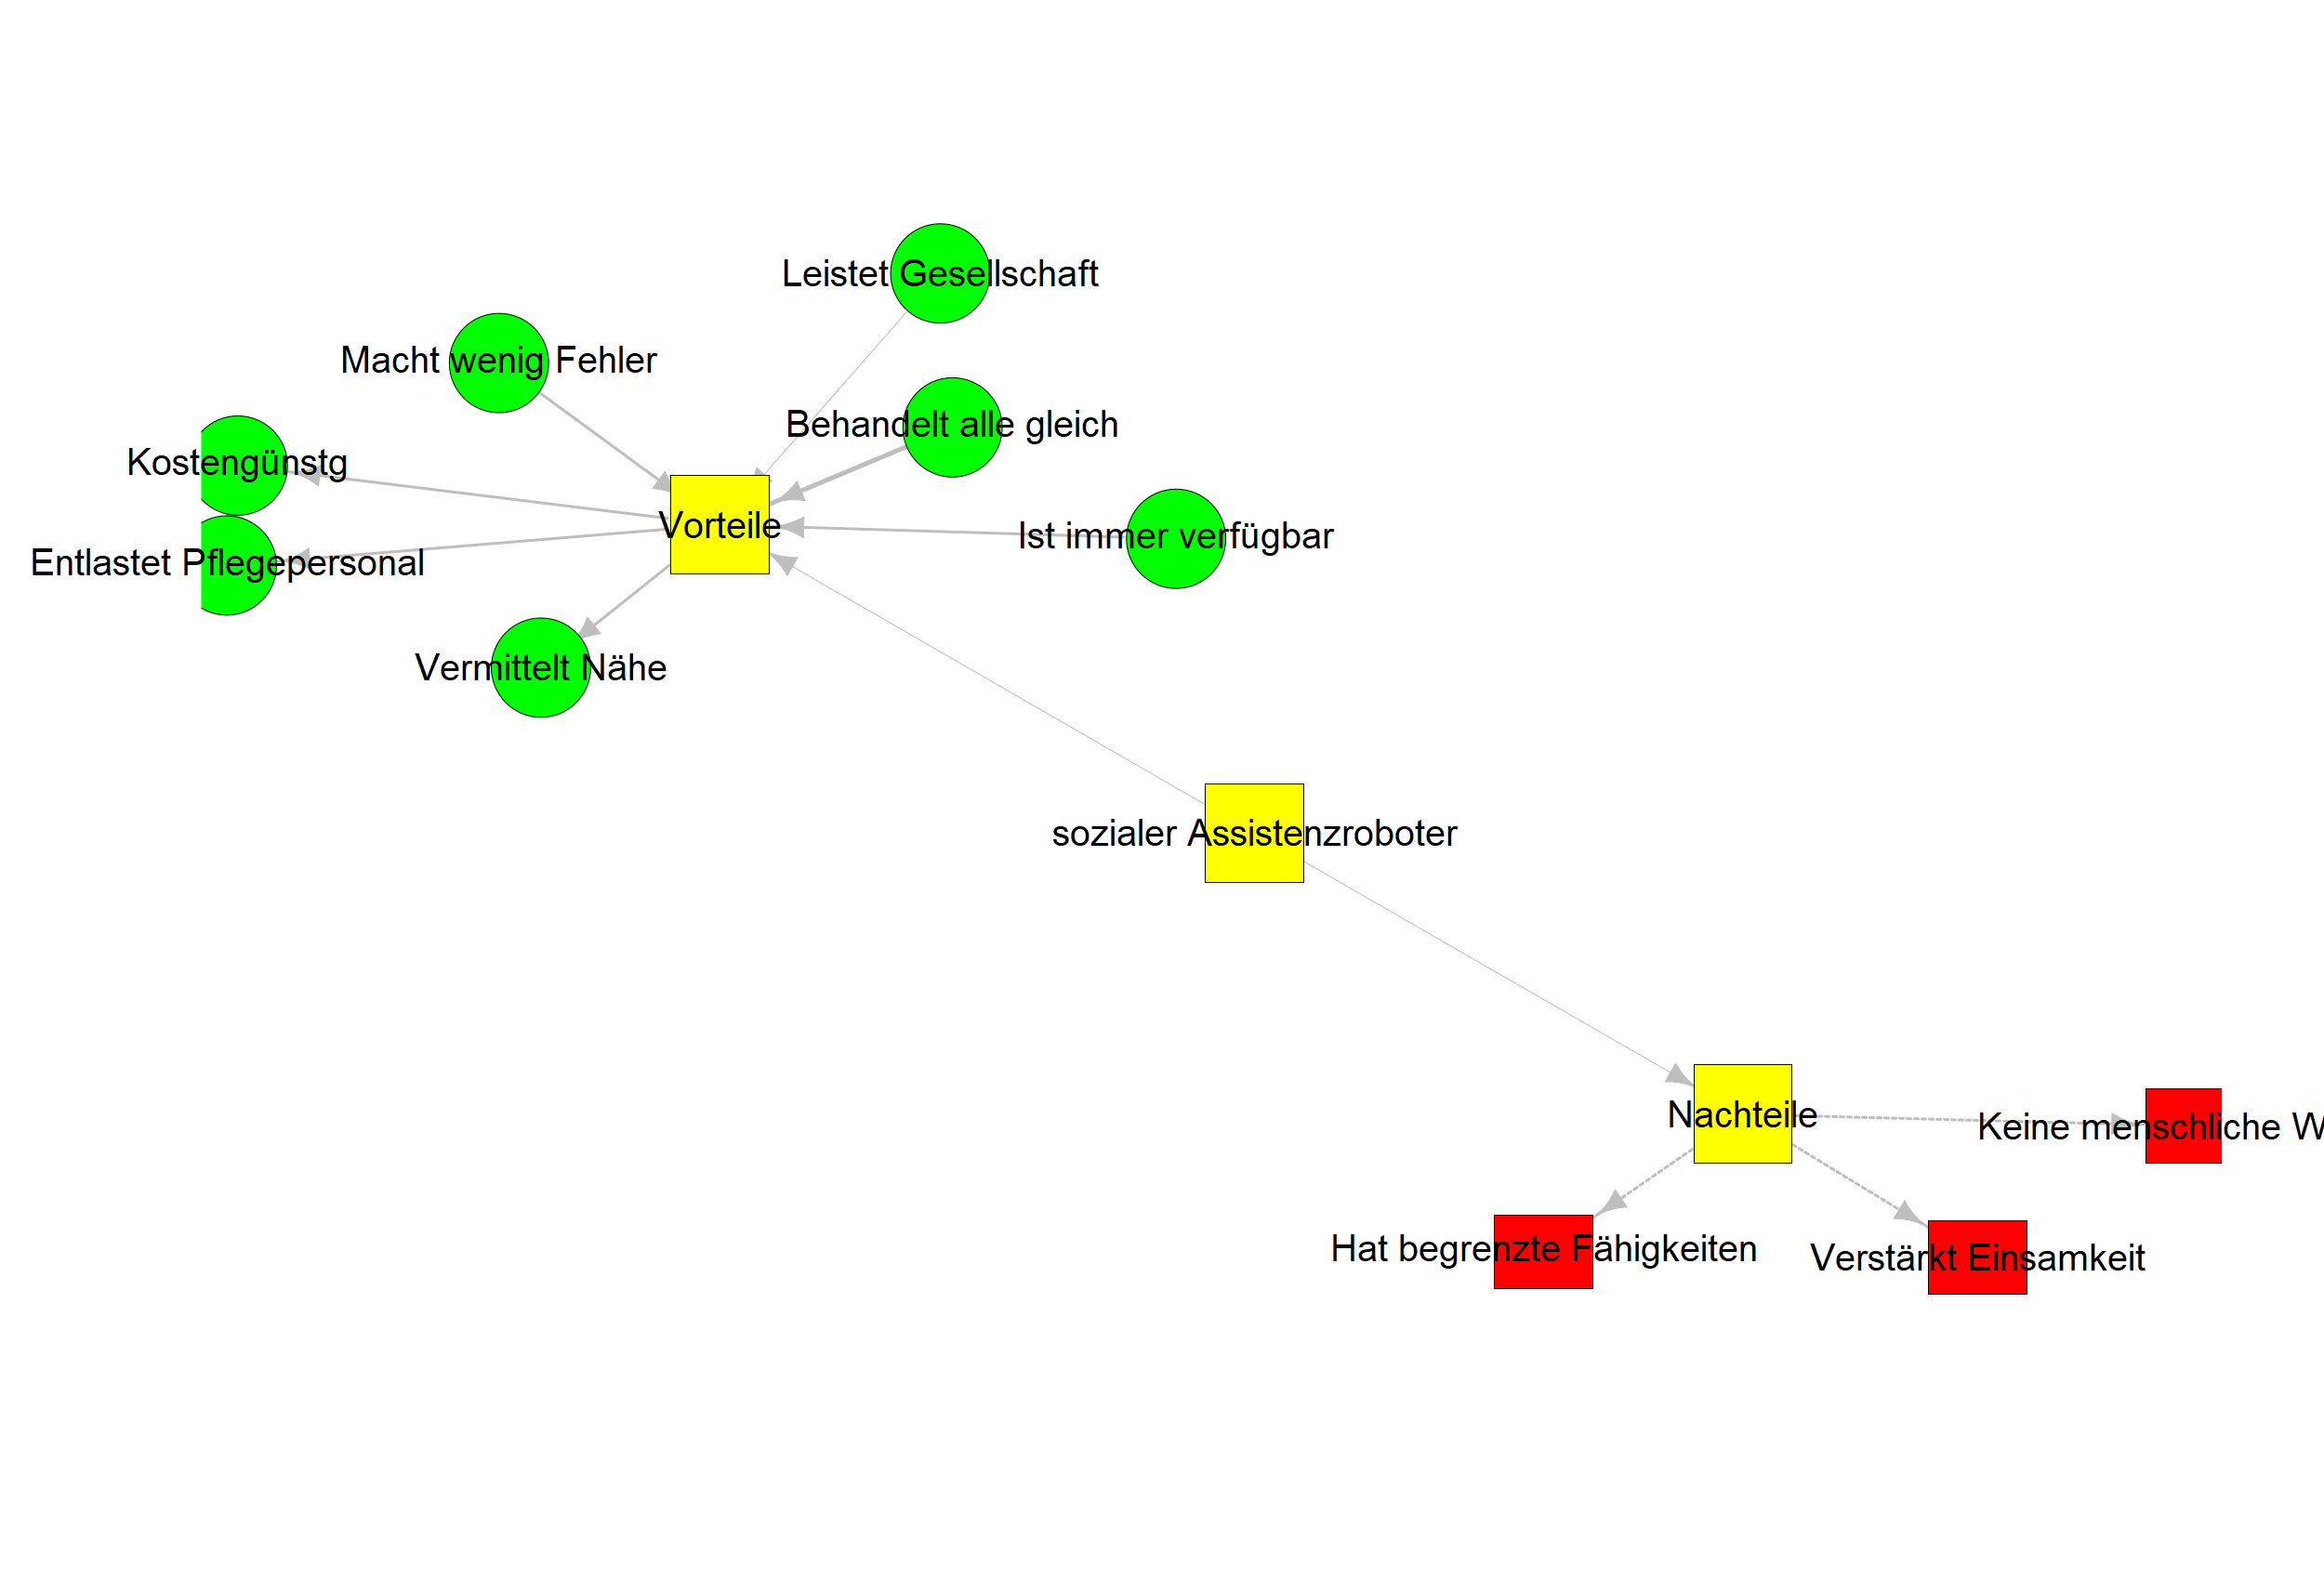 Leistet Gesellschaft
Macht wenig Fehler
Behandelt alle gleich
Kostengünstg
Vorteile
Ist immer verfügbar
Entlastet Pflegepersonal
Vermittelt Nähe
sozialer Assistenzroboter
Nachteile
Keine menschliche W
Hat begrenzte Fähigkeiten
Verstärkt Einsamkeit